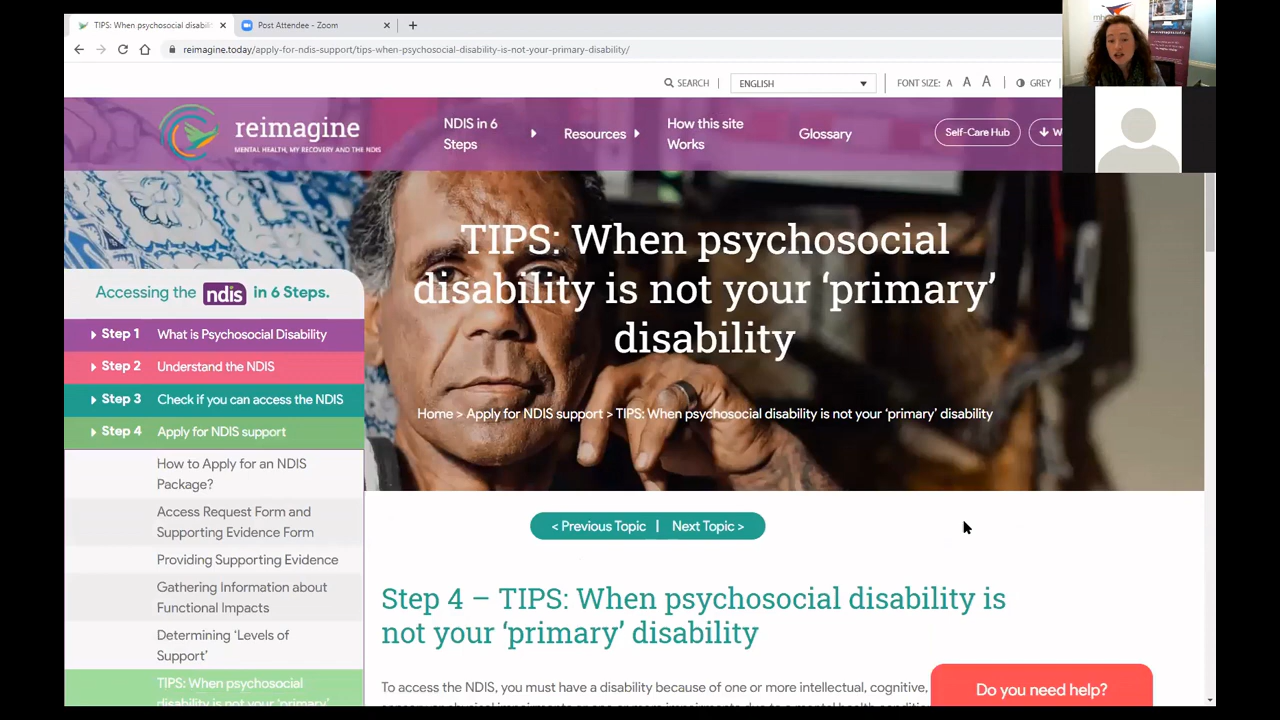 TIPS: When psychosocial disabili
Post Attendee - Zoom
reimagine.today/apply-for-ndis-support/tips-when-psychosocial-disability-is-not-your-primary-disability/
SEARCH
ENGLISH
FONT SIZE: A A A
GREY
reimagine
MENTAL HEALTH, MY RECOVERY AND THE NDIS
NDIS in 6
Steps
Resources
How this site
Works
Glossary
Self-Care Hub
W
TIPS: When psychosocial
disability is not your ‘primary’
disability
Home > Apply for NDIS support > TIPS: When psychosocial disability is not your ‘primary’ disability
Accessing the ndis in 6 Steps.
Step 1 What is Psychosocial Disability
Step 2 Understand the NDIS
Step 3 Check if you can access the NDIS
Step 4 Apply for NDIS support
How to Apply for an NDIS
Package?
Access Request Form and
Supporting Evidence Form
Providing Supporting Evidence
Gathering Information about
Functional Impacts
Determining ‘Levels of
Support’
TIPS: When psychosocial
disability is not your ‘primary’
< Previous Topic | Next Topic >
Step 4 – TIPS: When psychosocial disability is
not your ‘primary’ disability
To access the NDIS, you must have a disability because of one or more intellectual, cognitive,
Do you need help?